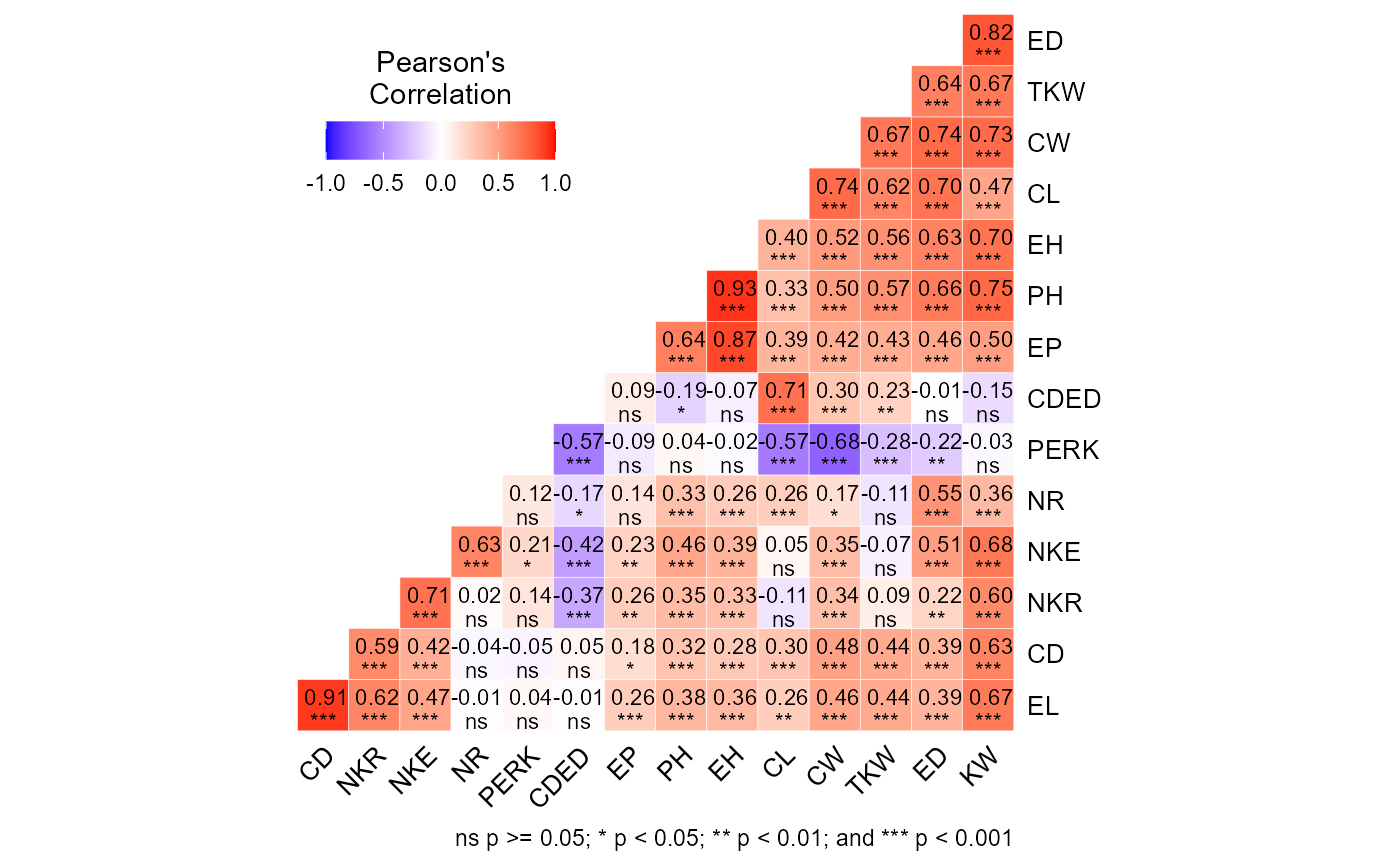 Pearson's
Correlation
-1.0 -0.5 0.0 0.5 1.0
0.82 ED
***
0.64 0.67 TKW
*** ***
0.67 0.74 0.73 CW
*** *** ***
0.74 0.62 0.70 0.47 CL
*** *** *** ***
0.40 0.52 0.56 0.63 0.70 EH
*** *** *** *** ***
0.93 0.33 0.50 0.57 0.66 0.75 PH
*** *** *** *** *** ***
0.64 0.87 0.39 0.42 0.43 0.46 0.50 EP
*** *** *** *** *** *** ***
0.09 -0.19 -0.07 0.71 0.30 0.23 -0.01 -0.15 CDED
ns * ns *** *** ** ns ns
-0.57 -0.09 0.04 -0.02 -0.57 -0.68 -0.28 -0.22 -0.03 PERK
*** ns ns ns *** *** *** ** ns
0.12 -0.17 0.14 0.33 0.26 0.26 0.17 -0.11 0.55 0.36 NR
ns * ns *** *** *** * ns *** ***
0.63 0.21 -0.42 0.23 0.46 0.39 0.05 0.35 -0.07 0.51 0.68 NKE
*** * *** ** *** *** ns *** ns *** ***
0.71 0.02 0.14 -0.37 0.26 0.35 0.33 -0.11 0.34 0.09 0.22 0.60 NKR
*** ns ns *** ** *** *** ns *** ns ** ***
0.59 0.42 -0.04 -0.05 0.05 0.18 0.32 0.28 0.30 0.48 0.44 0.39 0.63 CD
*** *** ns ns ns * *** *** *** *** *** *** ***
0.91 0.62 0.47 -0.01 0.04 -0.01 0.26 0.38 0.36 0.26 0.46 0.44 0.39 0.67 EL
*** *** *** ns ns ns *** *** *** ** *** *** *** ***
CD NKR NKE NR PERK CDED EP PH EH CL CW TKW ED KW
ns p >= 0.05; * p < 0.05; ** p < 0.01; and *** p < 0.001